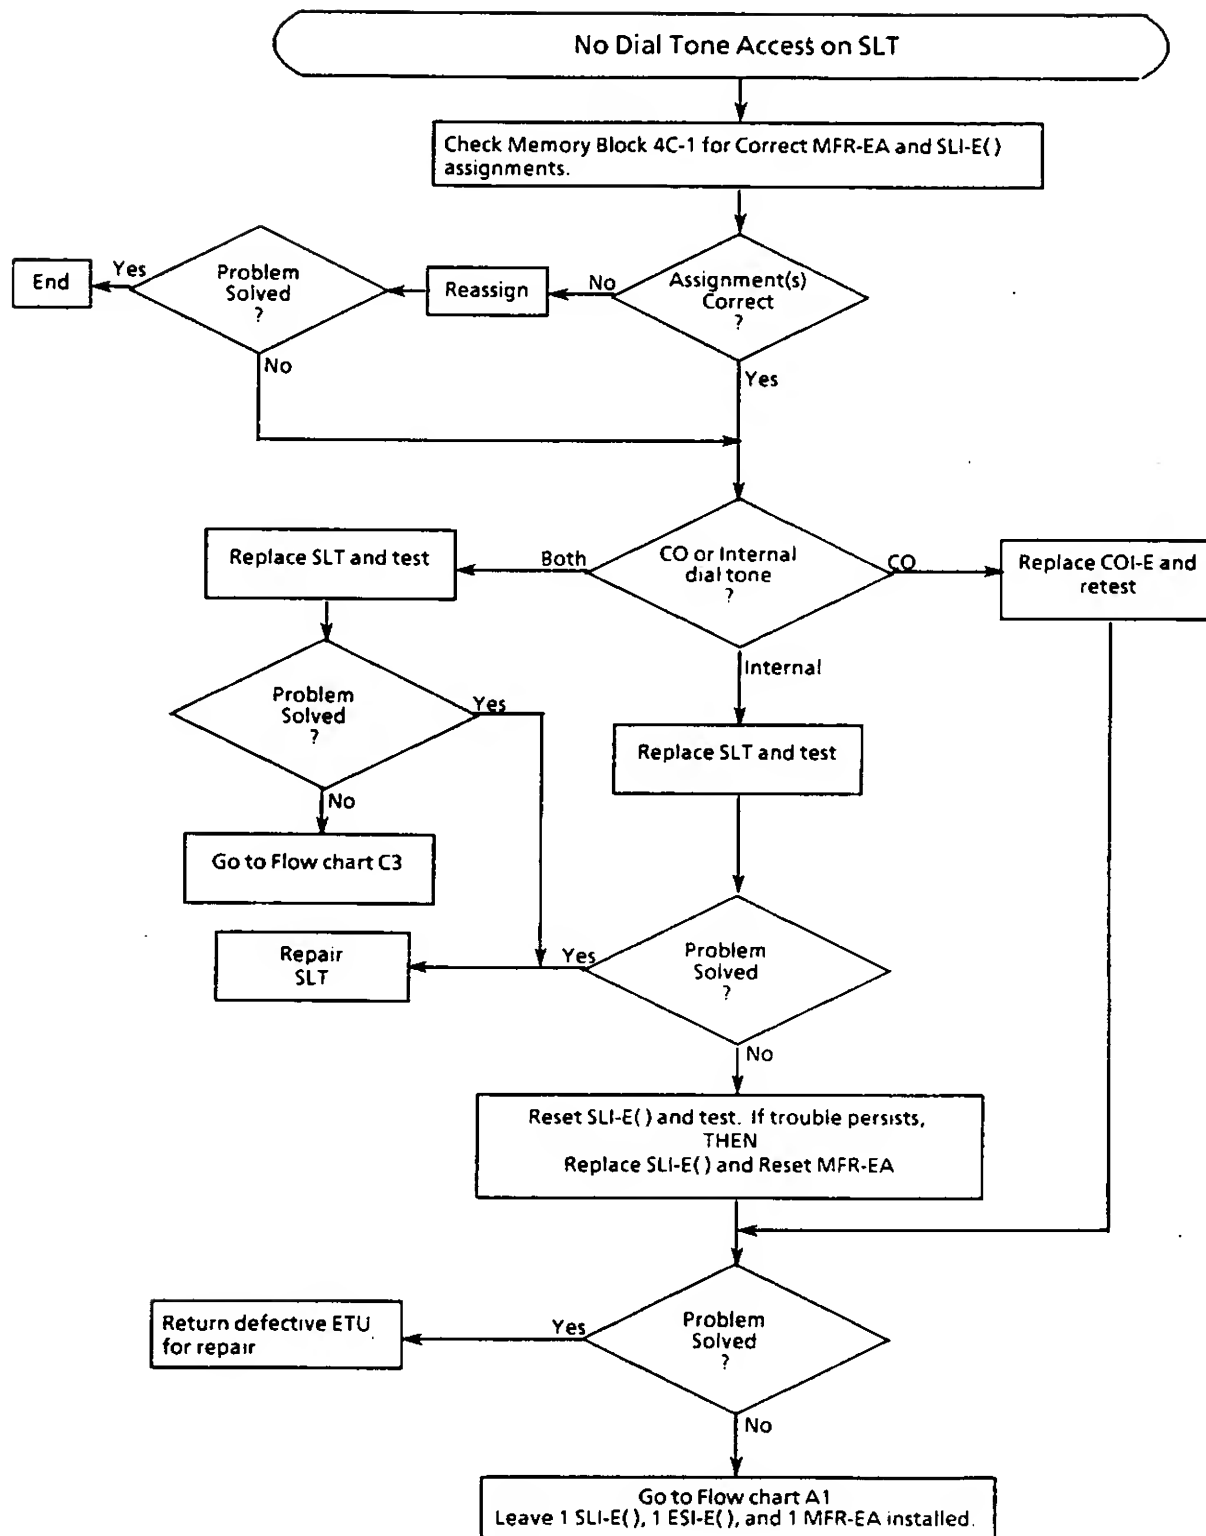 No Dial Tone Access on SLT
Check Memory Block 4C-1 for Correct MFR-EA and SLI-E()
assignments.
Assignment(s)
Correct
?
No
Reassign
Problem
Solved
?
Yes
End
No
Yes
CO or Internal
dial tone
?
Both
Replace SLT and test
CO
Replace COI-E and
retest
Internal
Problem
Solved
?
Yes
No
Replace SLT and test
Go to Flow chart C3
Problem
Solved
?
Yes
Repair
SLT
No
Reset SLI-E() and test. If trouble persists,
THEN
Replace SLI-E() and Reset MFR-EA
Problem
Solved
?
Yes
Return defective ETU
for repair
No
Go to Flow chart A1
Leave 1 SLI-E(), 1 ESI-E(), and 1 MFR-EA installed.